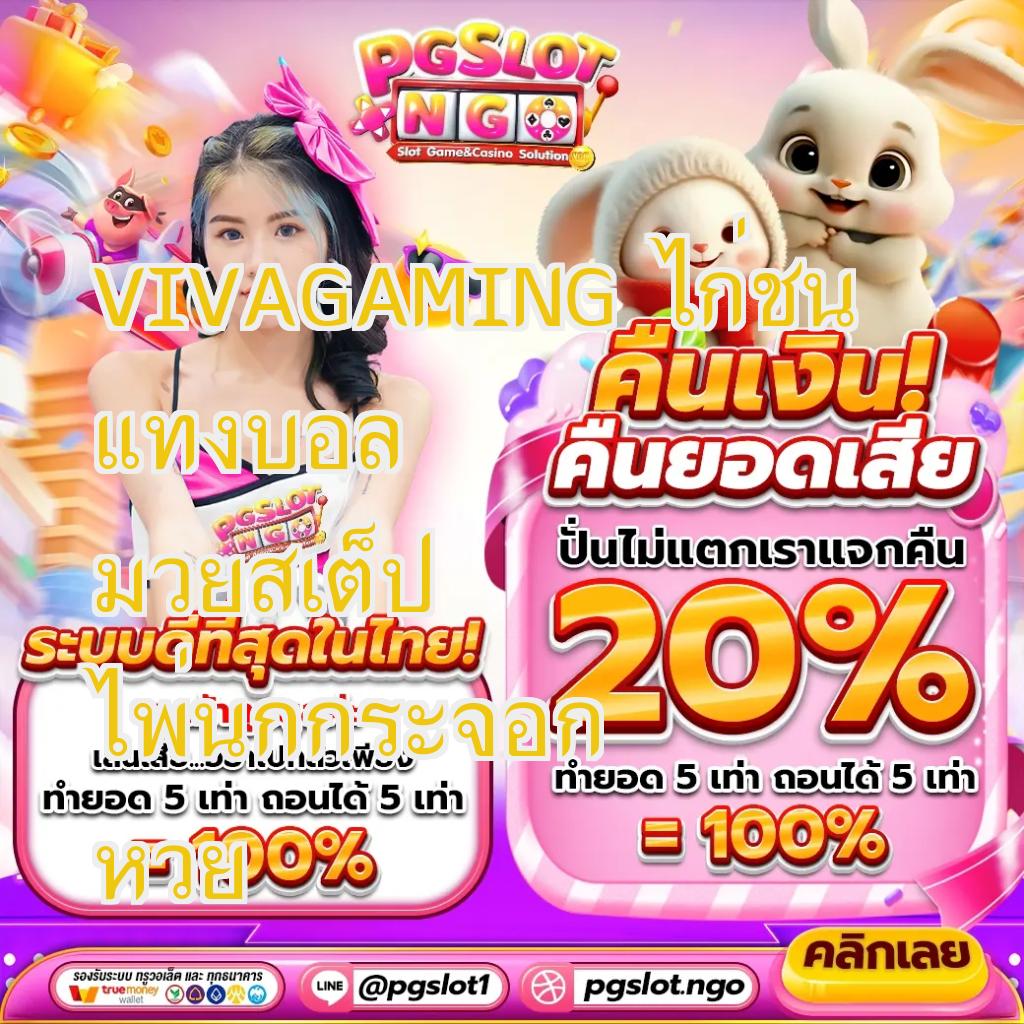 PGSLOT
NGO
Slot Game&Casino Solution
VIVAGAMING ไก่ชน
คืนเงิน!
แทงบอล
คืนยอดเสีย
PGSLOT
NGO
ปั่นไม่แตกเราแจกคืน
มวยสเต็ป
20%
ระบบดีที่สุดในไทย!
ไพ่นกกระจอก
ทำยอด 5 เท่า ถอนได้ 5 เท่า
ทำยอด 5 เท่า ถอนได้ 5 เท่า
= 100%
หวย
100%
คลิกเลย
รองรับระบบ ทรูวอเล็ต และ ทุกธนาคาร
truemoney
wallet
LINE @pgslot1
pgslot.ngo